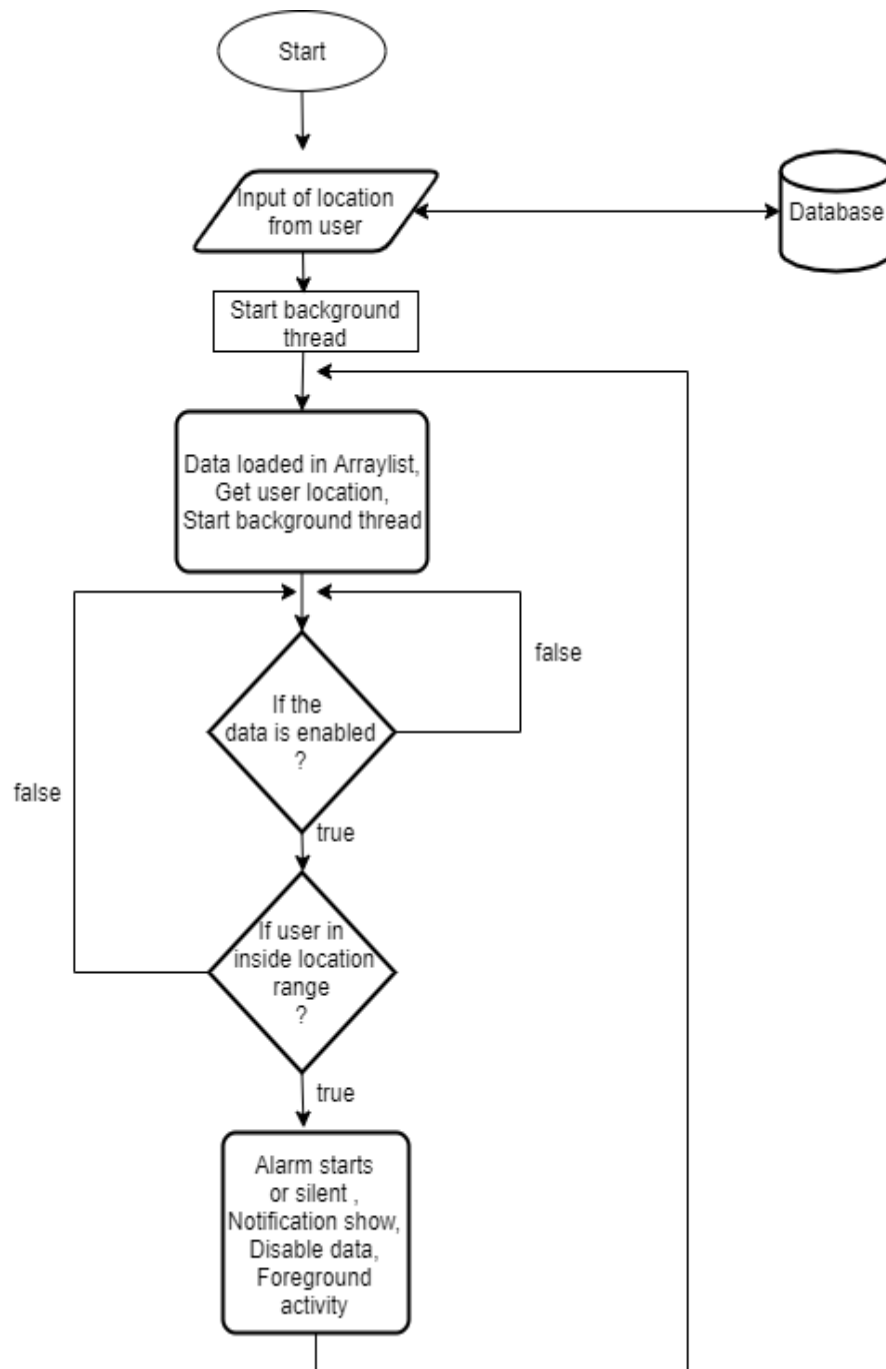 Start
Input of location
from user
Database
Start background
thread
Data loaded in Arraylist,
Get user location,
Start background thread
If the
data is enabled
?
false
false
true
If user in
inside location
range
?
true
Alarm starts
or silent ,
Notification show,
Disable data,
Foreground
activity